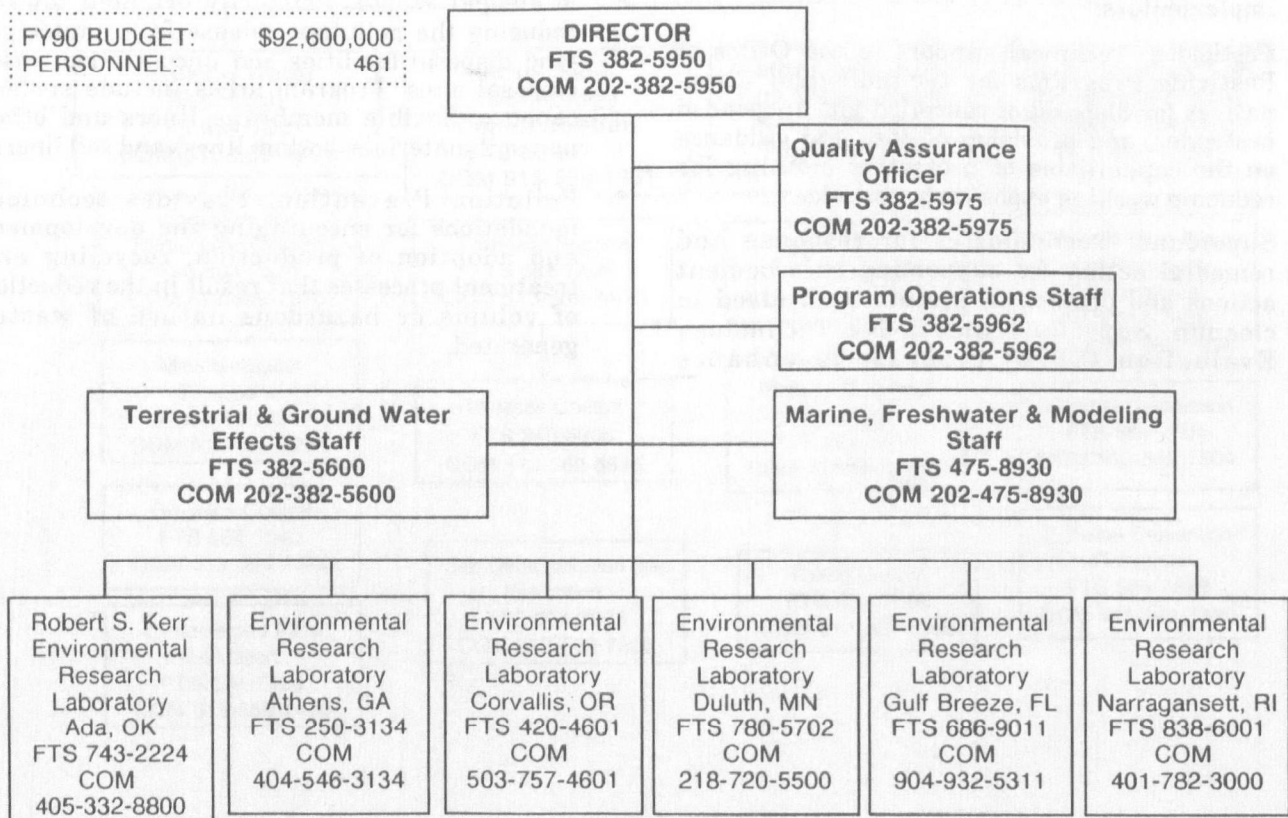 FY90 BUDGET: $92,600,000
PERSONNEL: 461
DIRECTOR
FTS 382-5950
COM 202-382-5950
Quality Assurance
Officer
FTS 382-5975
COM 202-382-5975
Program Operations Staff
FTS 382-5962
COM 202-382-5962
Terrestrial & Ground Water
Effects Staff
FTS 382-5600
COM 202-382-5600
Marine, Freshwater & Modeling
Staff
FTS 475-8930
COM 202-475-8930
Robert S. Kerr
Environmental
Research
Laboratory
Ada, OK
FTS 743-2224
COM
405-332-8800
Environmental
Research
Laboratory
Athens, GA
FTS 250-3134
COM
404-546-3134
Environmental
Research
Laboratory
Corvallis, OR
FTS 420-4601
COM
503-757-4601
Environmental
Research
Laboratory
Duluth, MN
FTS 780-5702
COM
218-720-5500
Environmental
Research
Laboratory
Gulf Breeze, FL
FTS 686-9011
COM
904-932-5311
Environmental
Research
Laboratory
Narragansett, RI
FTS 838-6001
COM
401-782-3000